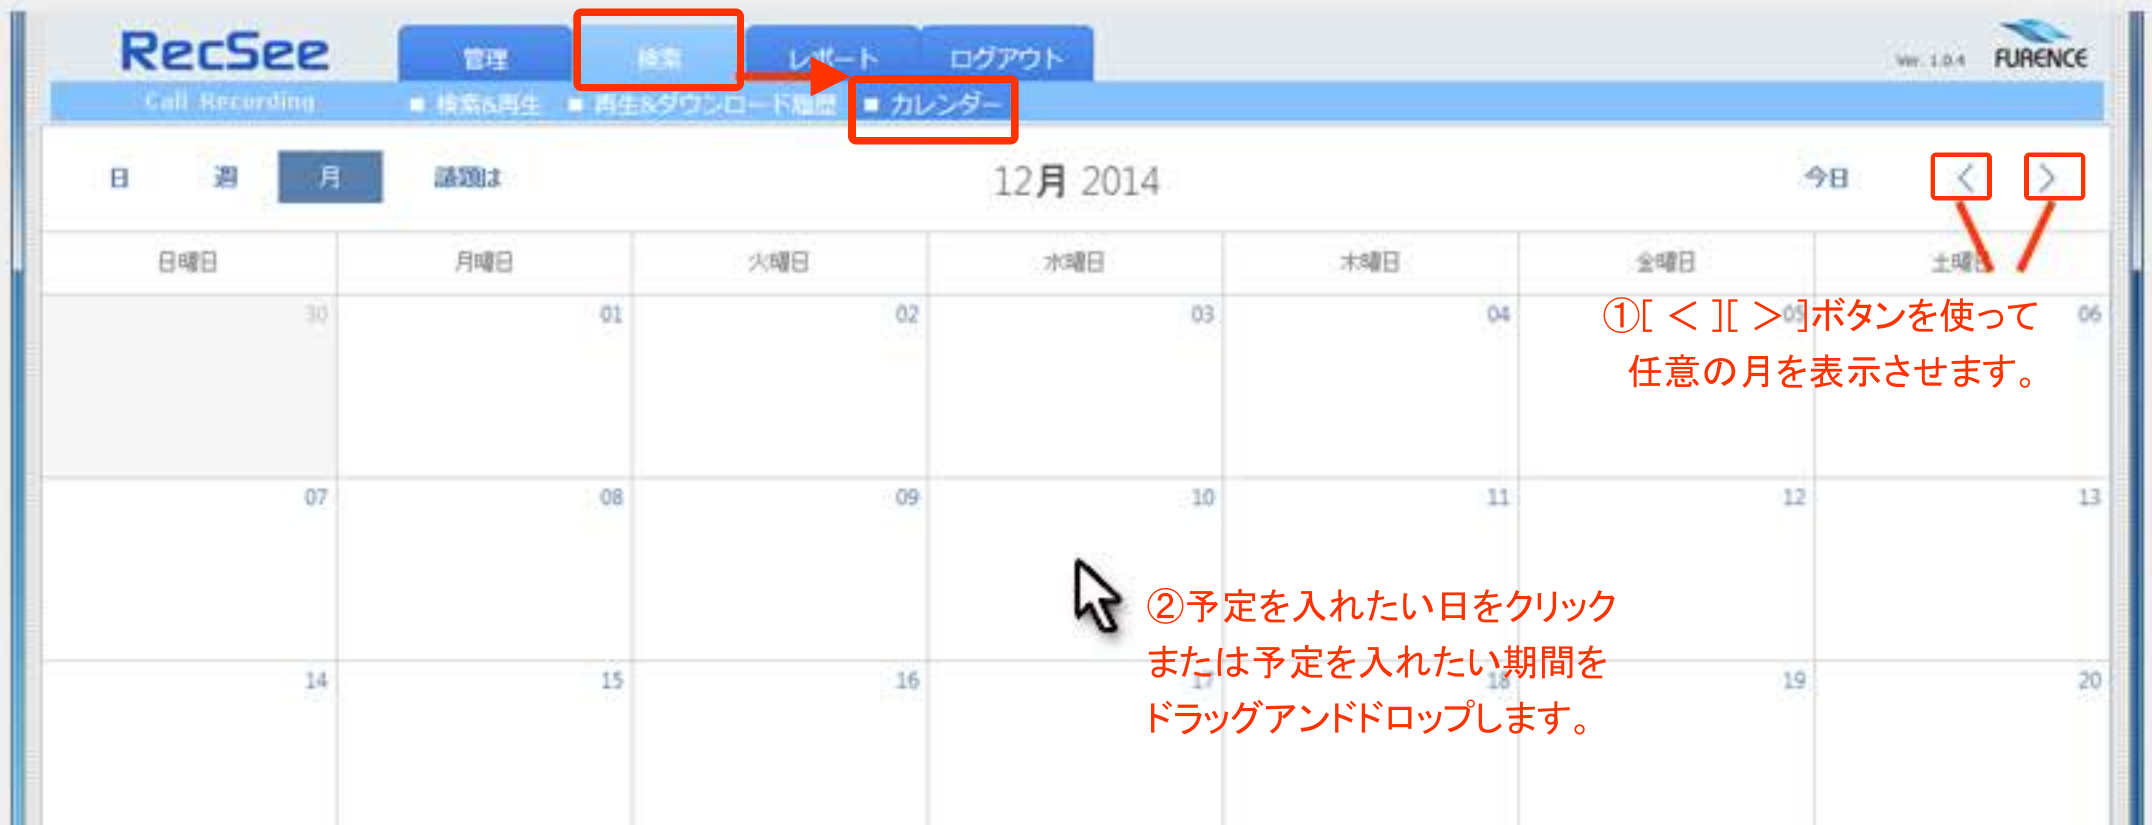 RecSee
管理
検索
レポート
ログアウト
Ver. 1.0.4
FURENCE
Call Recording
■ 検索&再生
■ 再生&ダウンロード履歴
■ カレンダー
日
週
月
議題は
12月 2014
今日
<
>
日曜日
月曜日
火曜日
水曜日
木曜日
金曜日
土曜日
30
01
02
03
04
05
06
①[ < ][ > ]ボタンを使って
任意の月を表示させます。
07
08
09
10
11
12
13
②予定を入れたい日をクリック
または予定を入れたい期間を
ドラッグアンドドロップします。
14
15
16
17
18
19
20